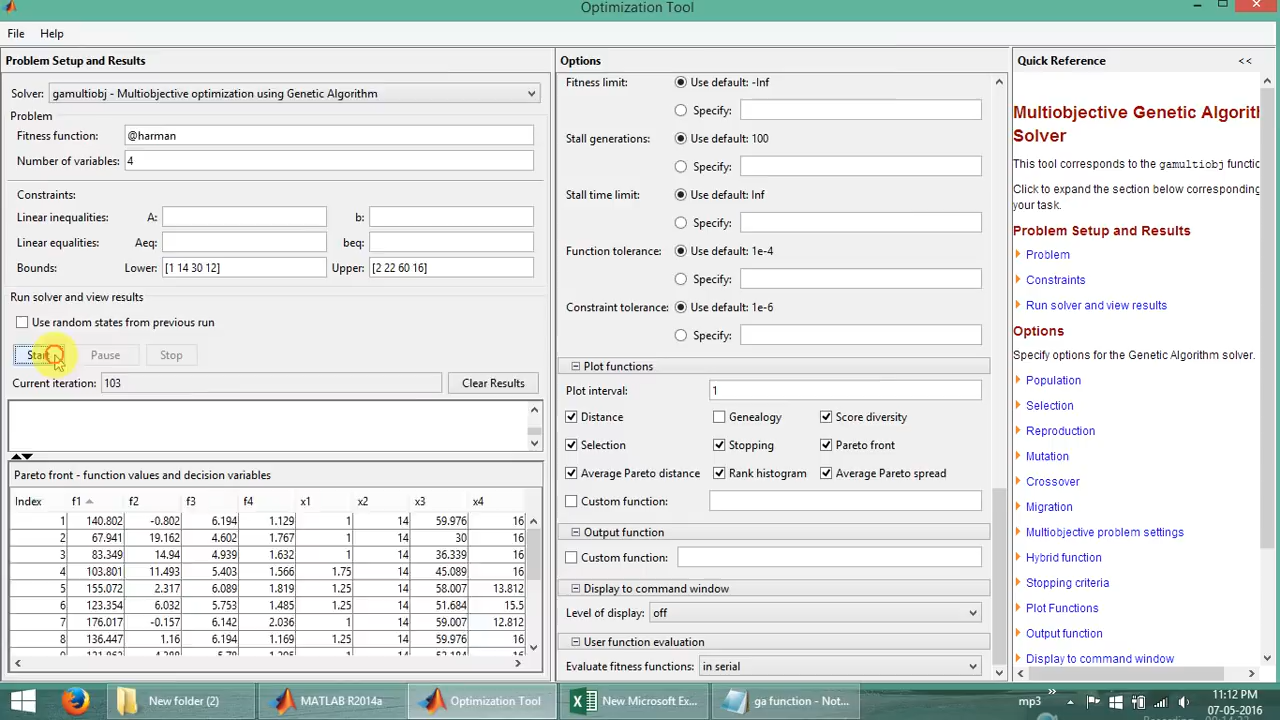 Optimization Tool
File Help
Problem Setup and Results
Solver: gamultiobj - Multiobjective optimization using Genetic Algorithm
Problem
Fitness function: @harman
Number of variables: 4
Constraints:
Linear inequalities: A: b:
Linear equalities: Aeq: beq:
Bounds: Lower: [1 14 30 12] Upper: [2 22 60 16]
Run solver and view results
Use random states from previous run
Start Pause Stop
Current iteration: 103 Clear Results
Pareto front - function values and decision variables
Index f1 f2 f3 f4 x1 x2 x3 x4
1 140.802 -0.802 6.194 1.129 1 14 59.976 16
2 67.941 19.162 4.602 1.767 1 14 30 16
3 83.349 14.94 4.939 1.632 1 14 36.339 16
4 103.801 11.493 5.403 1.566 1.75 14 45.089 16
5 155.072 2.317 6.089 1.819 1.25 14 58.007 13.812
6 123.354 6.032 5.753 1.485 1.25 14 51.684 15.5
7 176.017 -0.157 6.142 2.036 1 14 59.007 12.812
8 136.447 1.16 6.194 1.169 1.25 14 59.976 16
Options
Fitness limit: Use default: -Inf
Specify:
Stall generations: Use default: 100
Specify:
Stall time limit: Use default: Inf
Specify:
Function tolerance: Use default: 1e-4
Specify:
Constraint tolerance: Use default: 1e-6
Specify:
Plot functions
Plot interval: 1
Distance Genealogy Score diversity
Selection Stopping Pareto front
Average Pareto distance Rank histogram Average Pareto spread
Custom function:
Output function
Custom function:
Display to command window
Level of display: off
User function evaluation
Evaluate fitness functions: in serial
Quick Reference <<
Multiobjective Genetic Algorith
Solver
This tool corresponds to the gamultiobj functio
Click to expand the section below corresponding
your task.
Problem Setup and Results
Problem
Constraints
Run solver and view results
Options
Specify options for the Genetic Algorithm solver.
Population
Selection
Reproduction
Mutation
Crossover
Migration
Multiobjective problem settings
Hybrid function
Stopping criteria
Plot Functions
Output function
Display to command window
New folder (2) MATLAB R2014a Optimization Tool New Microsoft Ex... ga function - Not... mp3 »
11:12 PM
07-05-2016